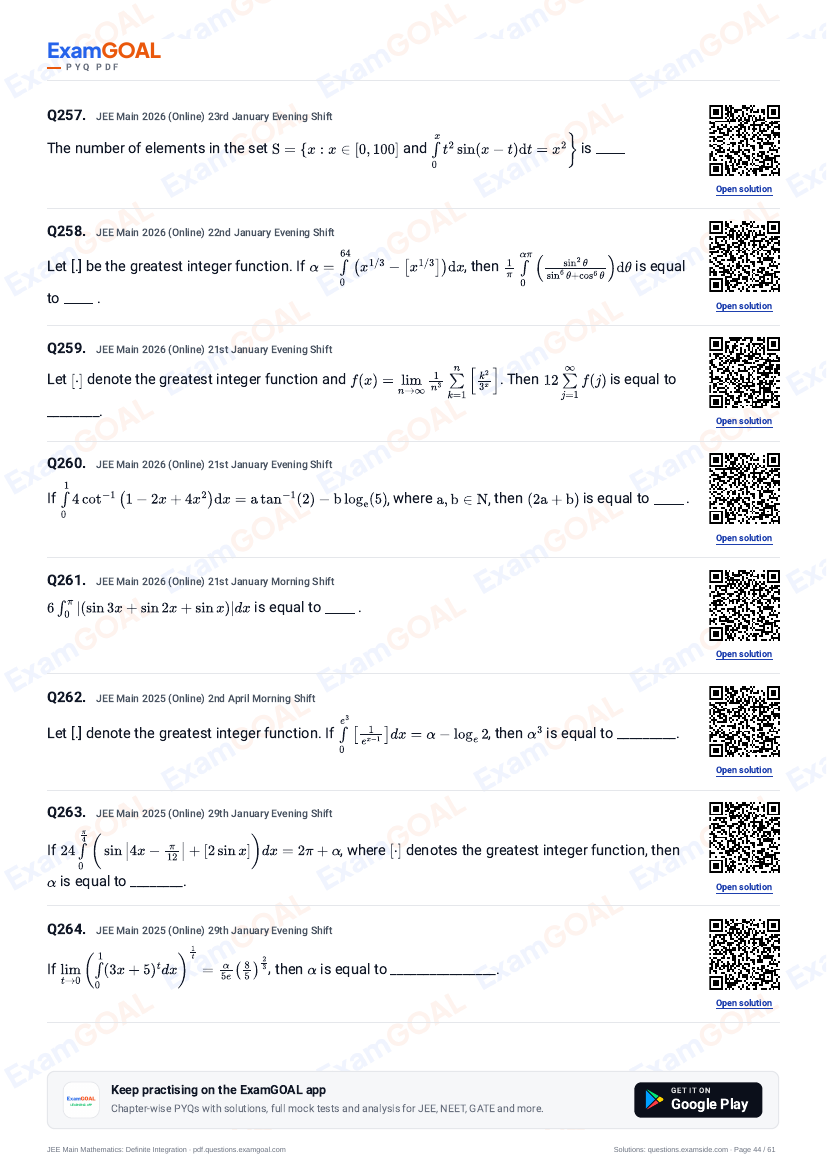 ExamGOAL
PYQ PDF
Q257. JEE Main 2026 (Online) 23rd January Evening Shift
The number of elements in the set S = {x : x ∈ [0, 100] and ∫₀ˣ t² sin(x − t)dt = x²} is ____
Open solution
Q258. JEE Main 2026 (Online) 22nd January Evening Shift
Let [.] be the greatest integer function. If α = ∫₀⁶⁴ (x^{1/3} − [x^{1/3}])dx, then 1/π ∫₀^{απ} (sin²θ/(sin⁶θ+cos⁶θ))dθ is equal
to ____ .
Open solution
Q259. JEE Main 2026 (Online) 21st January Evening Shift
Let [·] denote the greatest integer function and f(x) = lim_{n→∞} 1/n³ ∑_{k=1}^{n} [k²/3ˣ]. Then 12 ∑_{j=1}^{∞} f(j) is equal to
_______.
Open solution
Q260. JEE Main 2026 (Online) 21st January Evening Shift
If ∫₀¹ 4 cot⁻¹ (1 − 2x + 4x²)dx = a tan⁻¹(2) − b logₑ(5), where a, b ∈ N, then (2a + b) is equal to ____ .
Open solution
Q261. JEE Main 2026 (Online) 21st January Morning Shift
6 ∫₀^π |(sin 3x + sin 2x + sin x)|dx is equal to ____ .
Open solution
Q262. JEE Main 2025 (Online) 2nd April Morning Shift
Let [.] denote the greatest integer function. If ∫₀^{e³} [1/e^{x−1}]dx = α − logₑ 2, then α³ is equal to _________.
Open solution
Q263. JEE Main 2025 (Online) 29th January Evening Shift
If 24 ∫₀^{π/4} (sin |4x − π/12| + [2 sin x])dx = 2π + α, where [·] denotes the greatest integer function, then
α is equal to ________.
Open solution
Q264. JEE Main 2025 (Online) 29th January Evening Shift
If lim_{t→0} (∫₀¹(3x + 5)ᵗdx)^{1/t} = α/5e (8/5)^{2/3}, then α is equal to ________________.
Open solution
ExamGOAL
Keep practising on the ExamGOAL app
Chapter-wise PYQs with solutions, full mock tests and analysis for JEE, NEET, GATE and more.
GET IT ON
Google Play
JEE Main Mathematics: Definite Integration · pdf.questions.examgoal.com
Solutions: questions.examside.com · Page 44 / 61